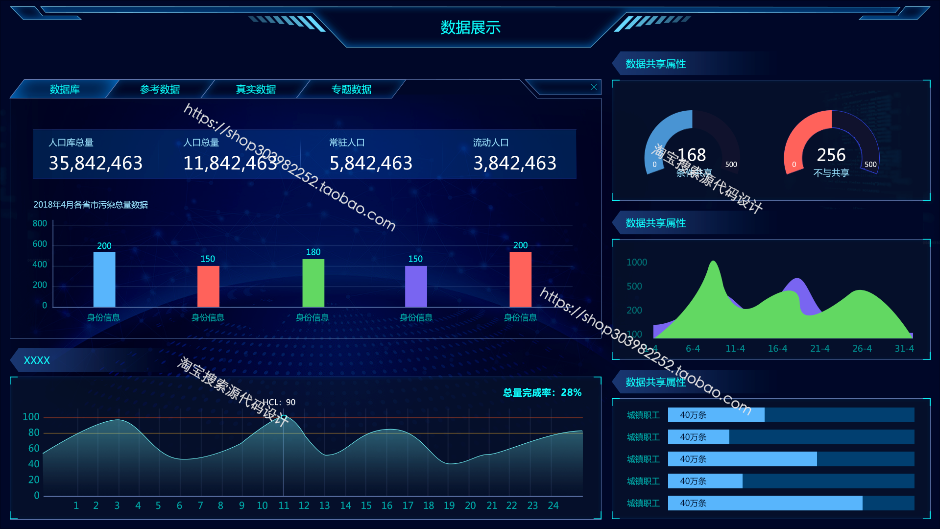 数据展示
数据库 参考数据 真实数据 专题数据
人口库总量 人口总量 常驻人口 流动人口
35,842,463 11,842,463 5,842,463 3,842,463
2018年4月各省市污染总量数据
800
600
400
200
0
200 150 180 150 200
身份信息 身份信息 身份信息 身份信息 身份信息
XXXX
总量完成率：28%
HCL：90
100
80
60
40
20
0
1 2 3 4 5 6 7 8 9 10 11 12 13 14 15 16 17 18 19 20 21 22 23 24
数据共享属性
168
0 500
共享
256
0 500
不与共享
数据共享属性
1000
500
200
100
6-4 11-4 16-4 21-4 26-4 31-4
数据共享属性
城镇职工 40万条
城镇职工 40万条
城镇职工 40万条
城镇职工 40万条
城镇职工 40万条
https://shop303982252.taobao.com
淘宝搜索源代码设计
https://shop303982252.taobao.com
淘宝搜索源代码设计